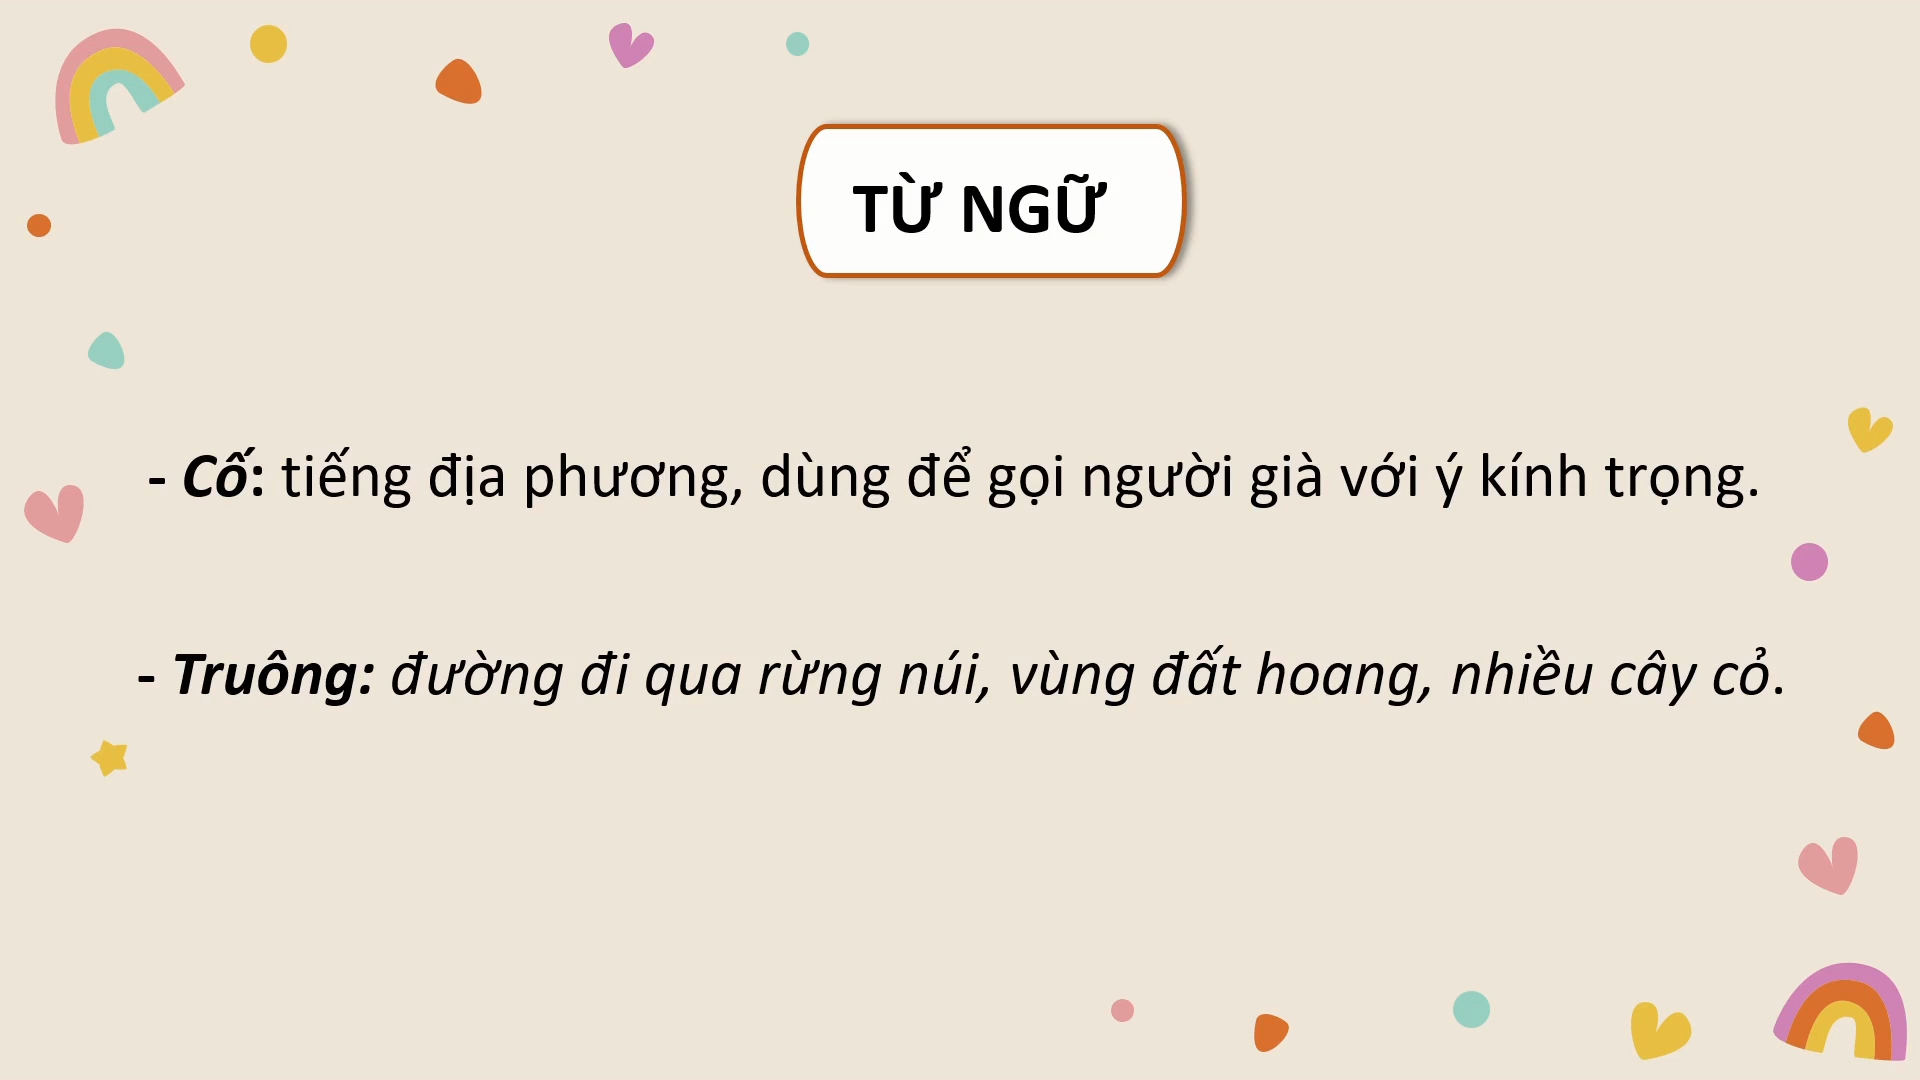 TỪ NGỮ
- Cố: tiếng địa phương, dùng để gọi người già với ý kính trọng.
- Truông: đường đi qua rừng núi, vùng đất hoang, nhiều cây cỏ.